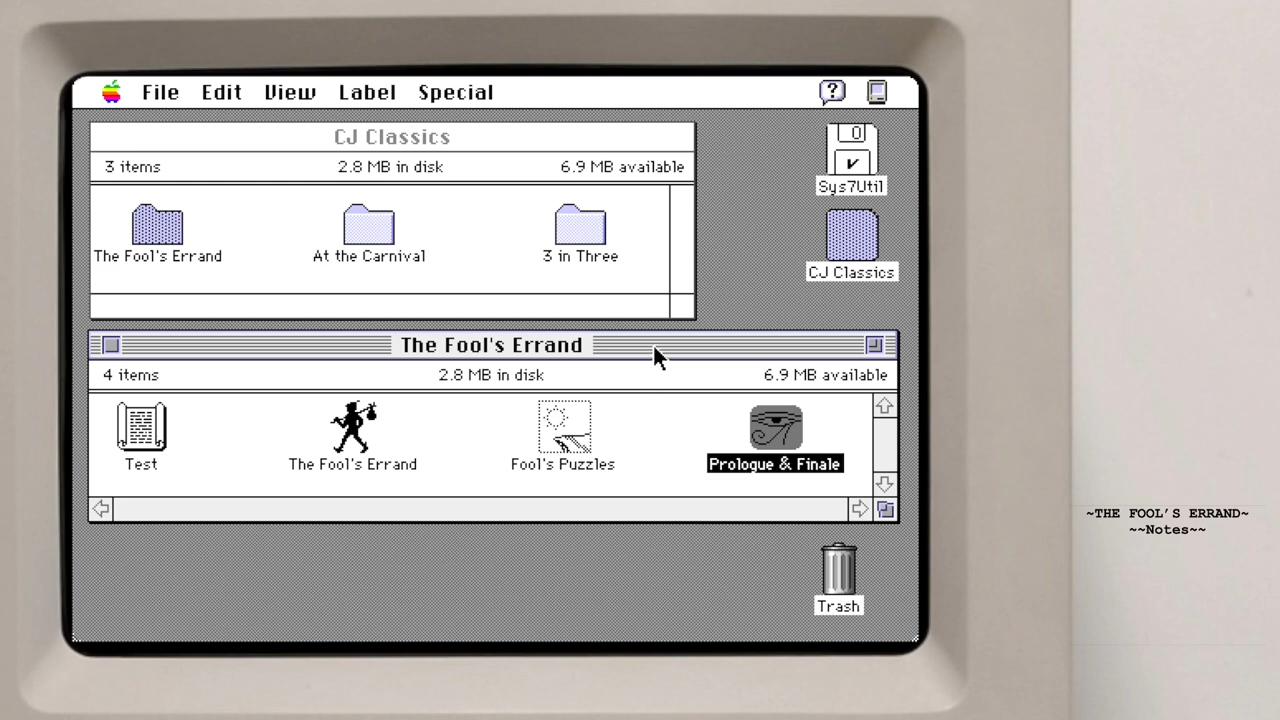 File Edit View Label Special
CJ Classics
3 items 2.8 MB in disk 6.9 MB available
The Fool's Errand At the Carnival 3 in Three
Sys7Util
CJ Classics
The Fool's Errand
4 items 2.8 MB in disk 6.9 MB available
Test The Fool's Errand Fool's Puzzles Prologue & Finale
Trash
~THE FOOL’S ERRAND~
~~Notes~~